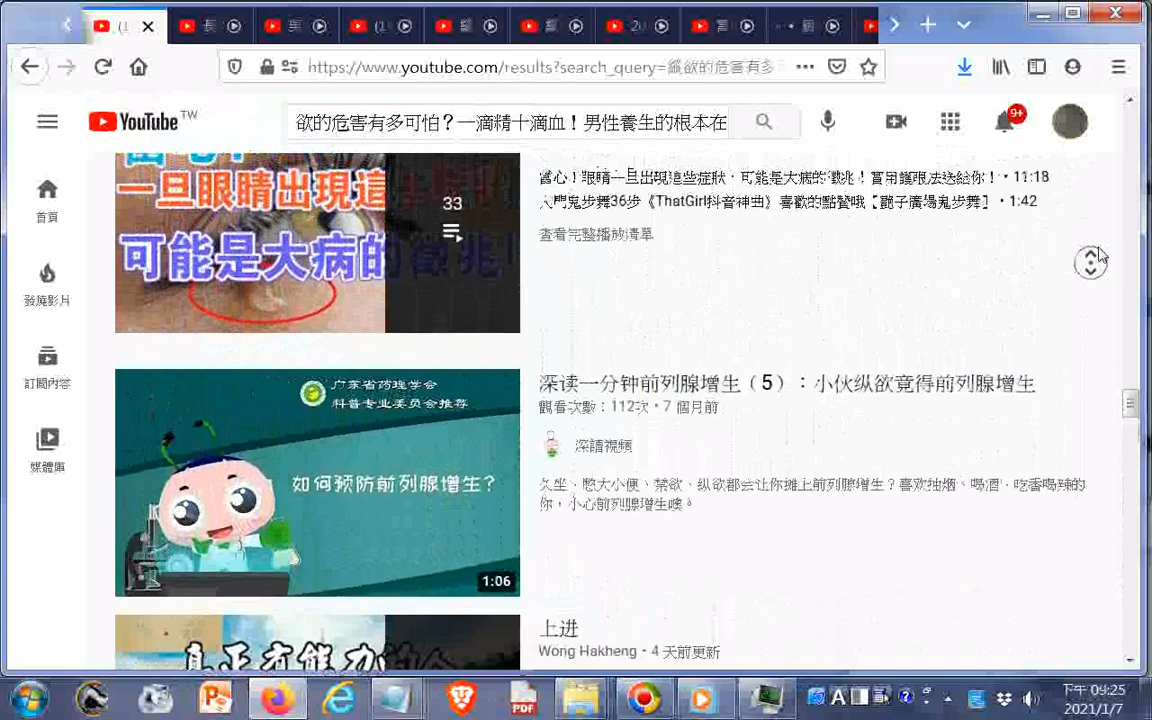 https://www.youtube.com/results?search_query=縱欲的危害有多可
YouTube TW
欲的危害有多可怕？一滴精十滴血！男性養生的根本在
9+
首頁
發燒影片
訂閱內容
媒體庫
一旦眼睛出現這
可能是大病的徵兆
33
當心！眼睛一旦出現這些症狀，可能是大病的徵兆！實用護眼法送給你！ • 11:18
入門鬼步舞36步《ThatGirl抖音神曲》喜歡的點贊哦 • 1:42
查看完整播放清單
广东省药理学会
科普专业委员会推荐
如何预防前列腺增生？
1:06
深读一分钟前列腺增生（5）：小伙纵欲竟得前列腺增生
觀看次數：112次 • 7 個月前
深讀視頻
久坐、憋大小便、禁欲、纵欲都会让你摊上前列腺增生？喜欢抽烟、喝酒、吃香喝辣的
你，小心前列腺增生噢。
上进
Wong Hakheng • 4 天前更新
PDF
下午 09:25
2021/1/7